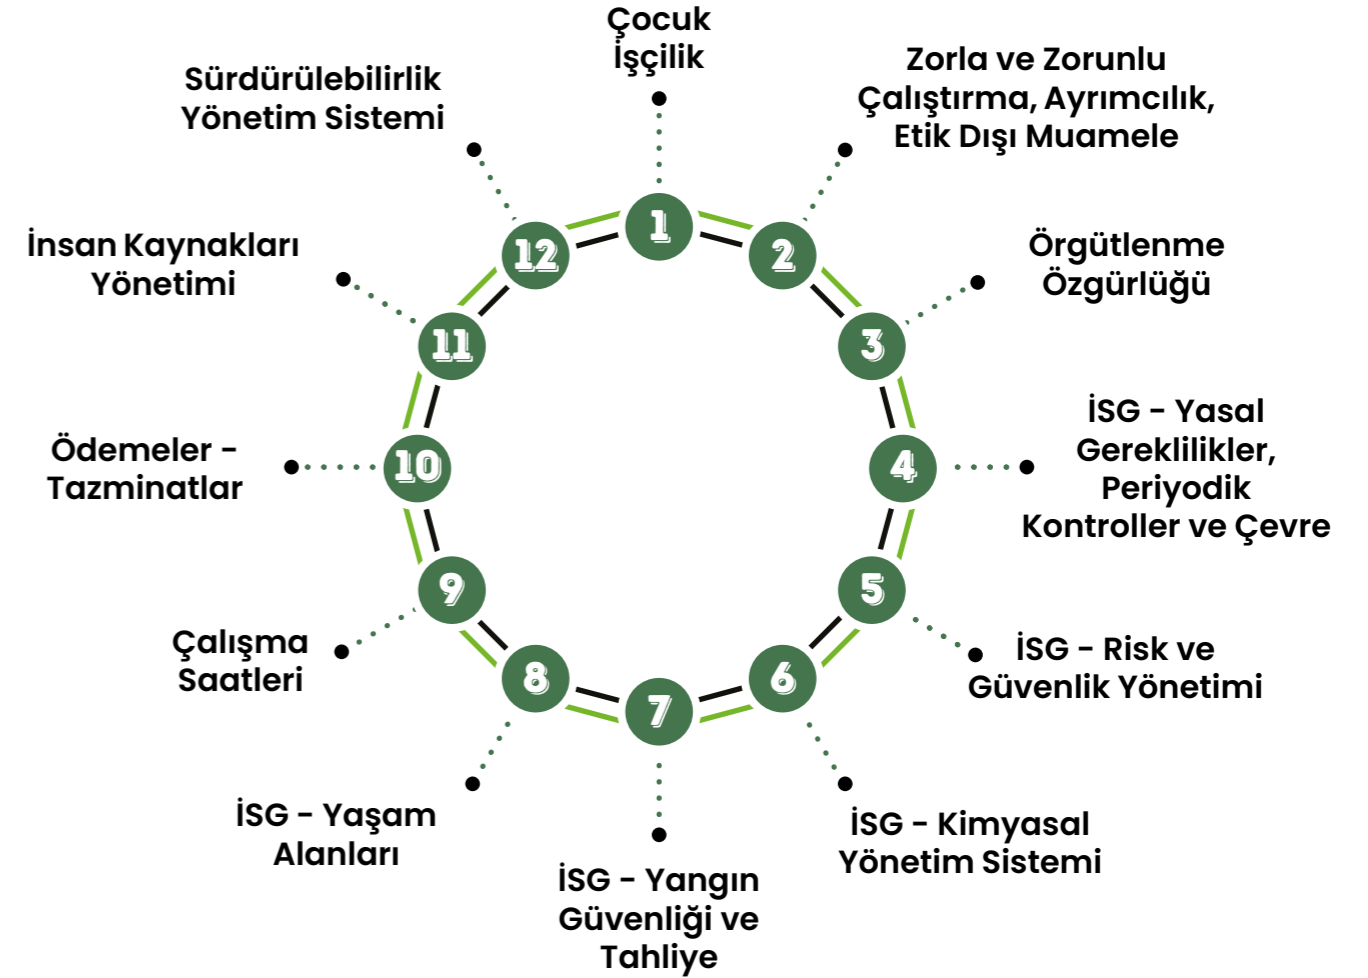 Çocuk
İşçilik
1
Zorla ve Zorunlu
Çalıştırma, Ayrımcılık,
Etik Dışı Muamele
2
Örgütlenme
Özgürlüğü
3
İSG - Yasal
Gereklilikler,
Periyodik
Kontroller ve Çevre
4
İSG - Risk ve
Güvenlik Yönetimi
5
İSG - Kimyasal
Yönetim Sistemi
6
İSG - Yangın
Güvenliği ve
Tahliye
7
İSG - Yaşam
Alanları
8
Çalışma
Saatleri
9
Ödemeler -
Tazminatlar
10
İnsan Kaynakları
Yönetimi
11
Sürdürülebilirlik
Yönetim Sistemi
12